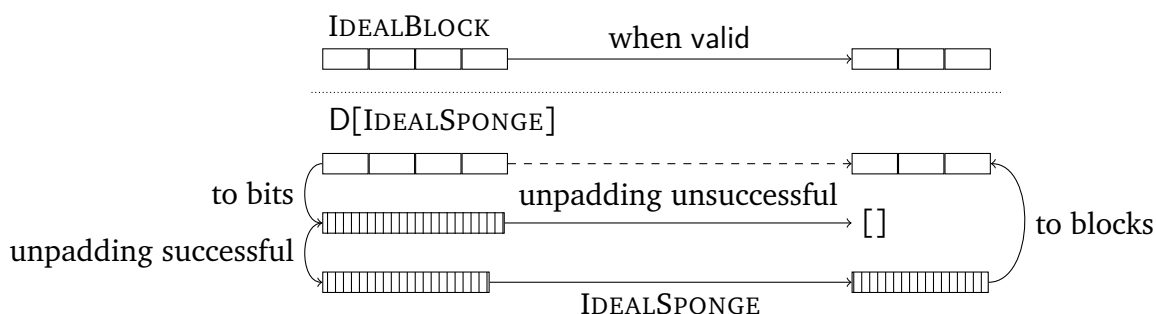 IDEALBLOCK
when valid
D[IDEALSPONGE]
to bits
unpadding unsuccessful
[]
to blocks
unpadding successful
IDEALSPONGE